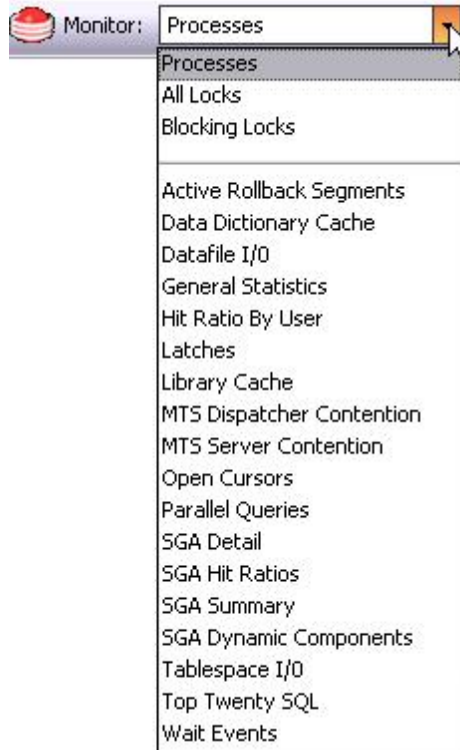 Monitor: Processes
Processes
All Locks
Blocking Locks
Active Rollback Segments
Data Dictionary Cache
Datafile I/O
General Statistics
Hit Ratio By User
Latches
Library Cache
MTS Dispatcher Contention
MTS Server Contention
Open Cursors
Parallel Queries
SGA Detail
SGA Hit Ratios
SGA Summary
SGA Dynamic Components
Tablespace I/O
Top Twenty SQL
Wait Events